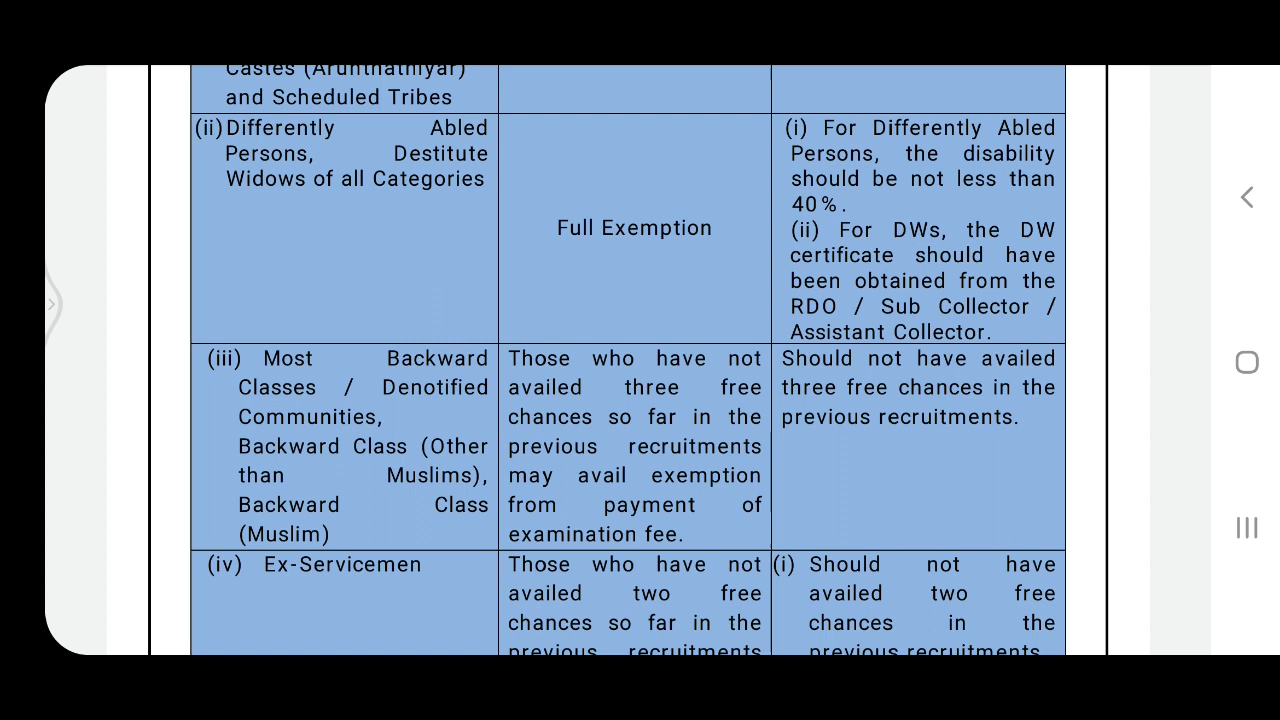 Castes (Arunthathiyar)
and Scheduled Tribes
(ii) Differently Abled
Persons, Destitute
Widows of all Categories
Full Exemption
(i) For Differently Abled
Persons, the disability
should be not less than
40%.
(ii) For DWs, the DW
certificate should have
been obtained from the
RDO / Sub Collector /
Assistant Collector.
(iii) Most Backward
Classes / Denotified
Communities,
Backward Class (Other
than Muslims),
Backward Class
(Muslim)
Those who have not
availed three free
chances so far in the
previous recruitments
may avail exemption
from payment of
examination fee.
Should not have availed
three free chances in the
previous recruitments.
(iv) Ex-Servicemen
Those who have not
availed two free
chances so far in the
previous recruitments
(i) Should not have
availed two free
chances in the
previous recruitments